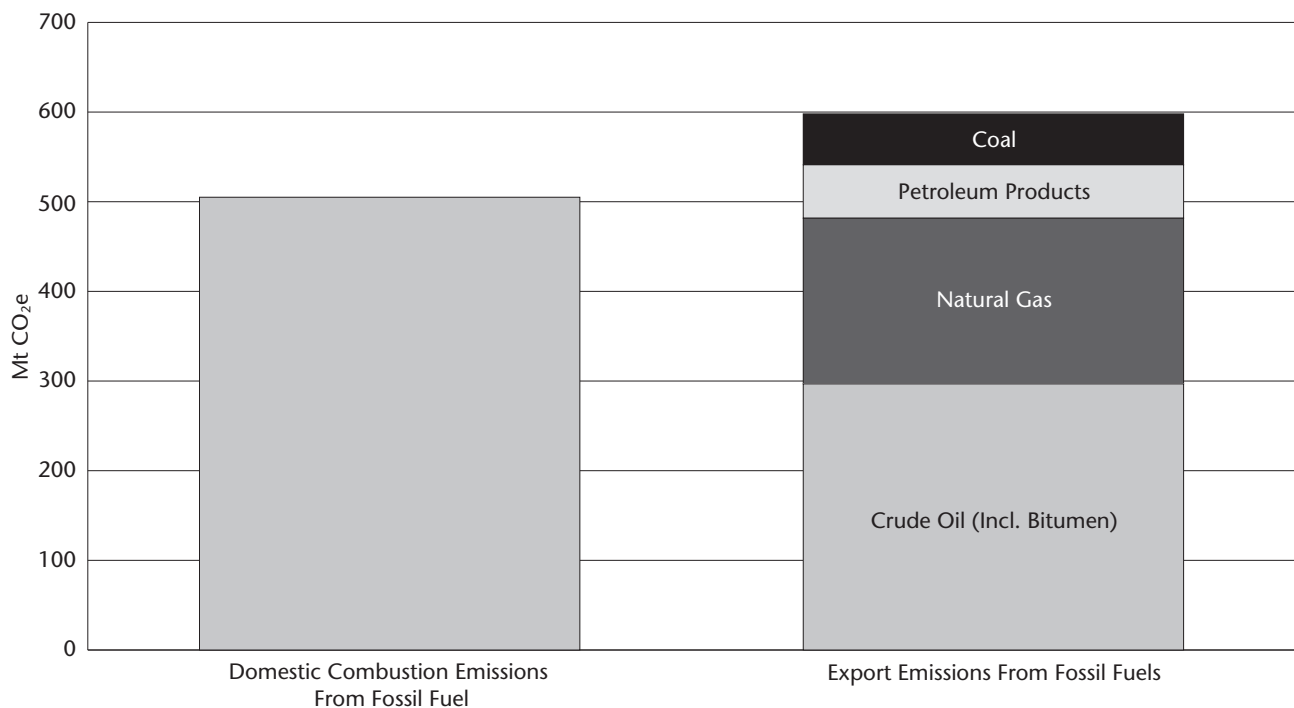 700
600
500
400
300
200
100
0
Mt CO₂e
Coal
Petroleum Products
Natural Gas
Crude Oil (Incl. Bitumen)
Domestic Combustion Emissions
From Fossil Fuel
Export Emissions From Fossil Fuels